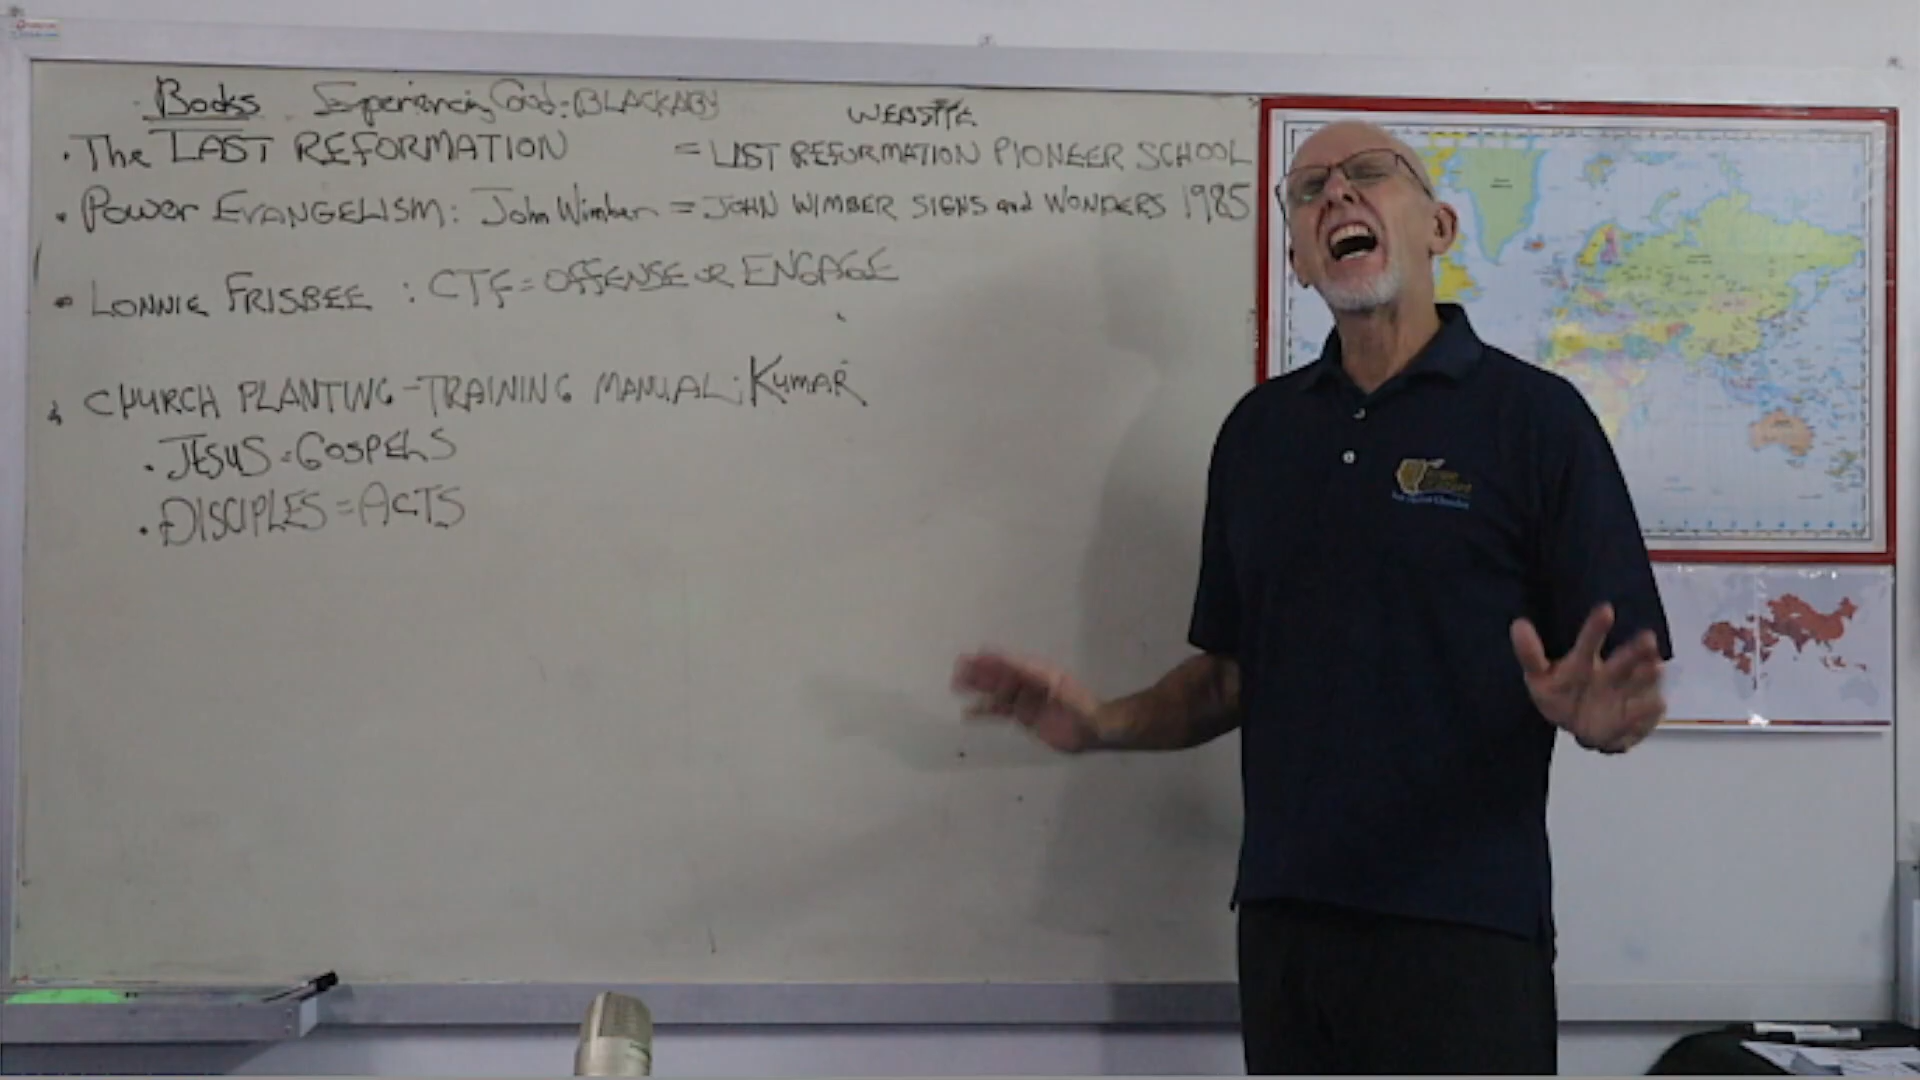 Books Experiencing God: BLACKABY
WEBSITE
• The LAST REFORMATION = LAST REFORMATION PIONEER SCHOOL
• POWER EVANGELISM: John Wimber = JOHN WIMBER SIGNS and WONDERS 1985
• LONNIE FRISBEE : CTF = OFFENSE OR ENGAGE
• CHURCH PLANTING - TRAINING MANUAL: KUMAR
• JESUS = GOSPELS
• DISCIPLES = ACTS